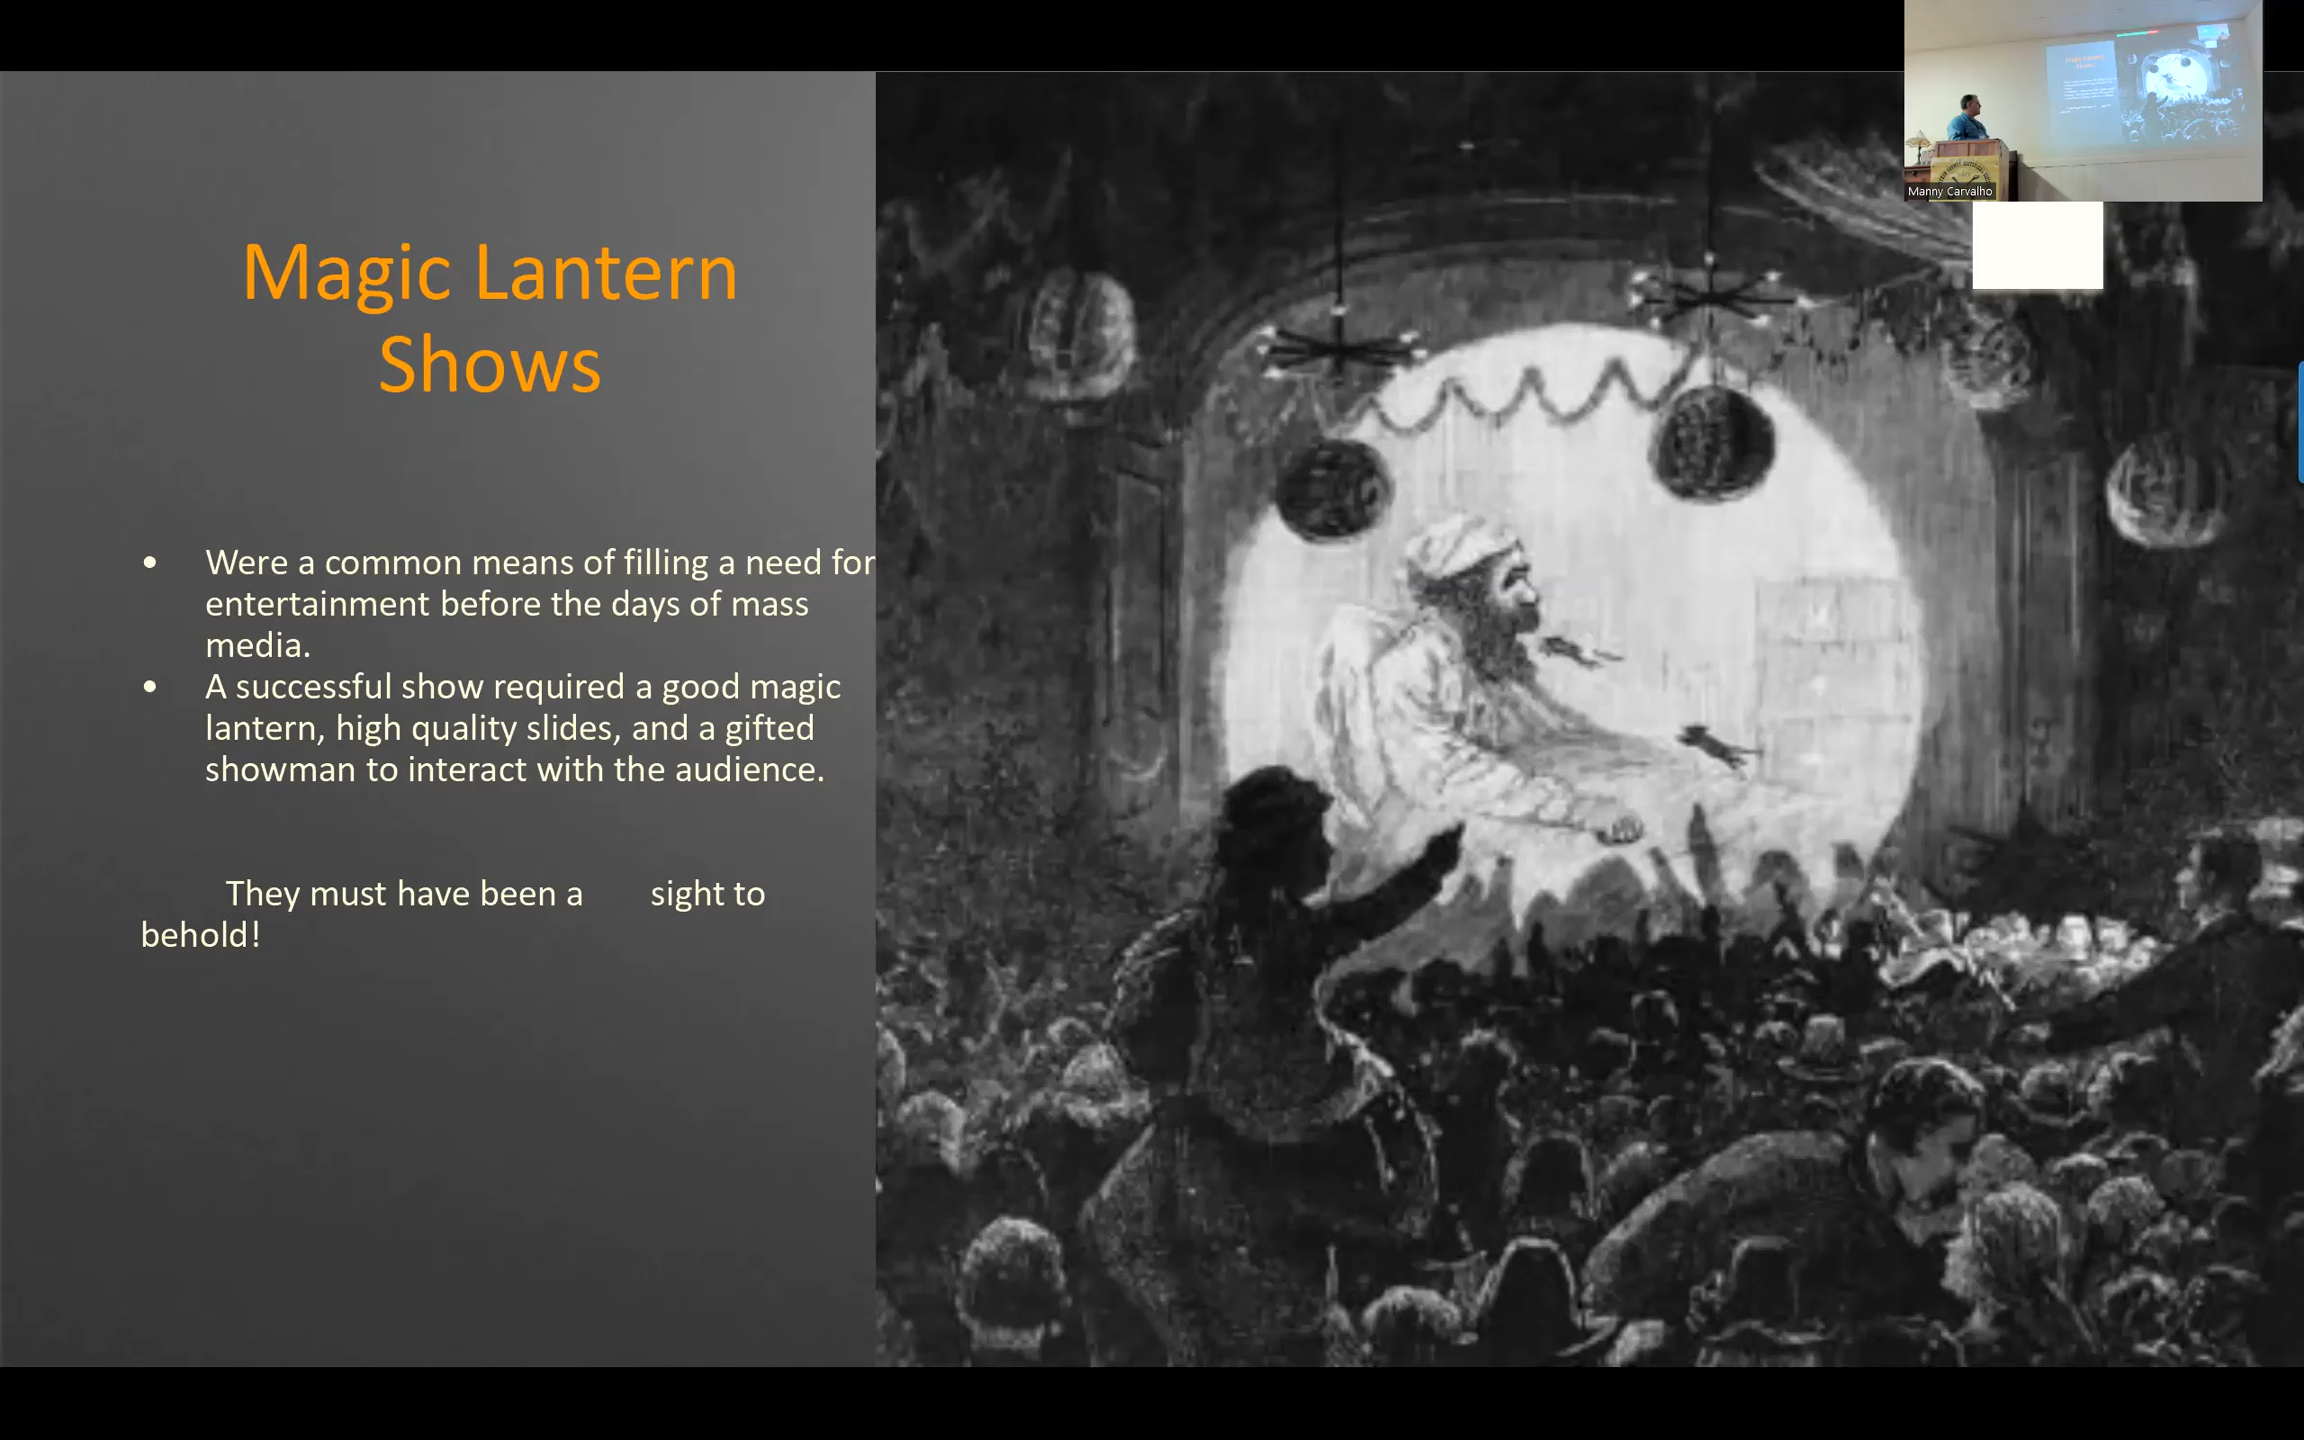 Magic Lantern
Shows
• Were a common means of filling a need for
entertainment before the days of mass
media.
• A successful show required a good magic
lantern, high quality slides, and a gifted
showman to interact with the audience.
They must have been a sight to
behold!
Manny Carvalho